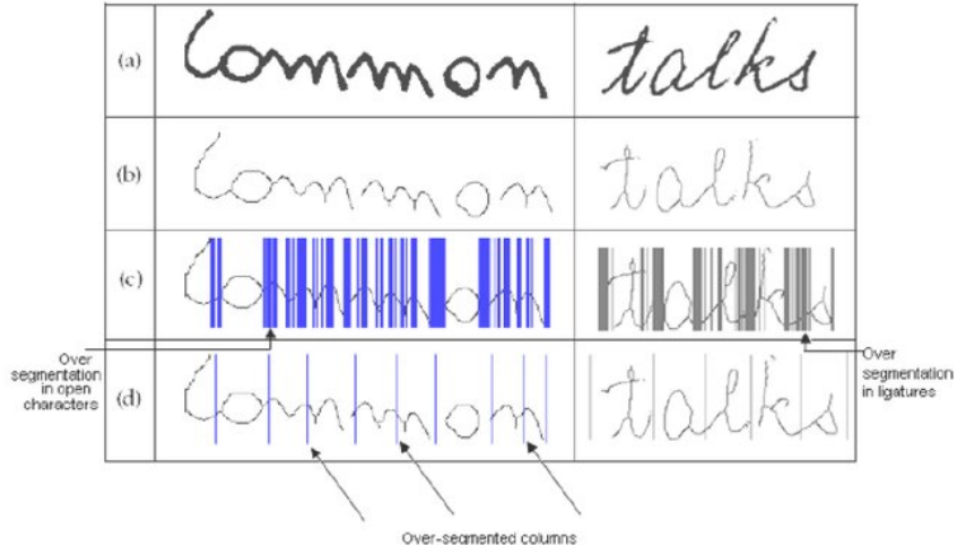 (a) Common talks
(b) Common talks
(c) Common talks
Over
segmentation
in open
characters
Over
segmentation
in ligatures
(d) Common talks
Over-segmented columns